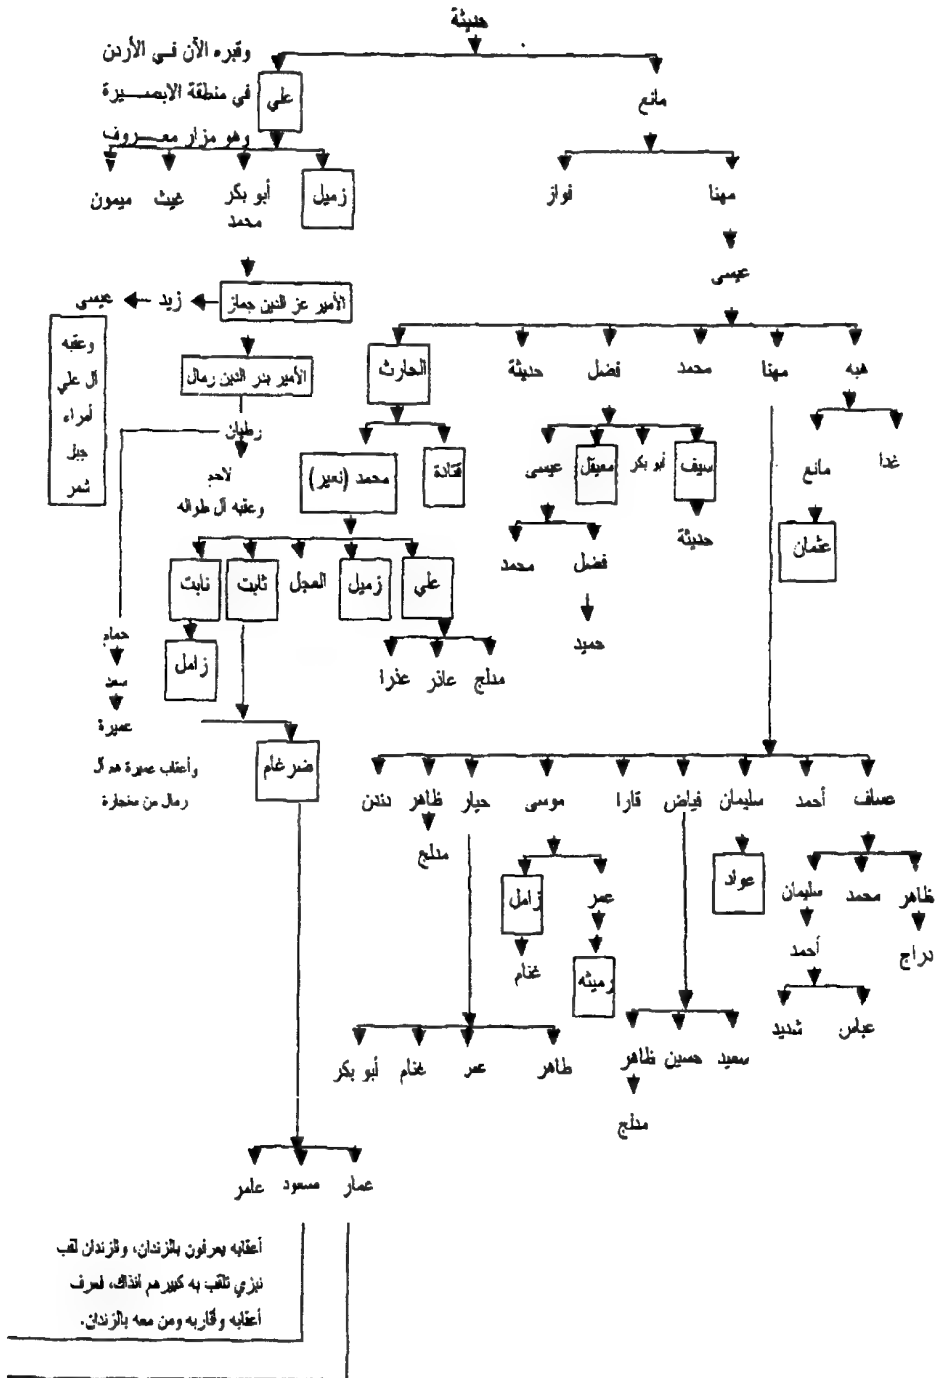 حديثة
وقبره الآن في الأردن
في منطقة الابصيرة
وهو مزار معروف
علي
مانع
ميمون
غيث
أبو بكر
محمد
زميل
فواز
مهنا
عيسى
الأمير عز الدين جماز
زيد
عيسى
وعقبه
آل علي
أمراء
جبل
شمر
الأمير بدر الدين رمال
الحارث
حديثة
فضل
محمد
مهنا
هبه
رطيان
لاحم
وعقبه آل طواله
محمد (نعير)
قتادة
عيسى
معيقل
أبو بكر
سيف
مانع
غدا
حديثة
عثمان
محمد
فضل
حميد
نابت
ثابت
العجل
زميل
علي
زامل
عذرا
عاذر
مدلج
حماد
سعد
عميرة
وأعقاب عميرة هم آل
رمال من سنجارة
ضرغام
دندن
ظاهر
حيار
موسى
قارا
فياض
سليمان
أحمد
عساف
مدلج
زامل
عمر
عواد
سليمان
محمد
ظاهر
غنام
رميثه
أحمد
دراج
شديد
عباس
أبو بكر
غنام
عمر
طاهر
ظاهر
حسين
سعيد
مدلج
عامر
مسعود
عمار
أعقابه يعرفون بالزندان، والزندان لقب
نبزي تلقب به كبيرهم آنذاك، فعرف
أعقابه وأقاربه ومن معه بالزندان.